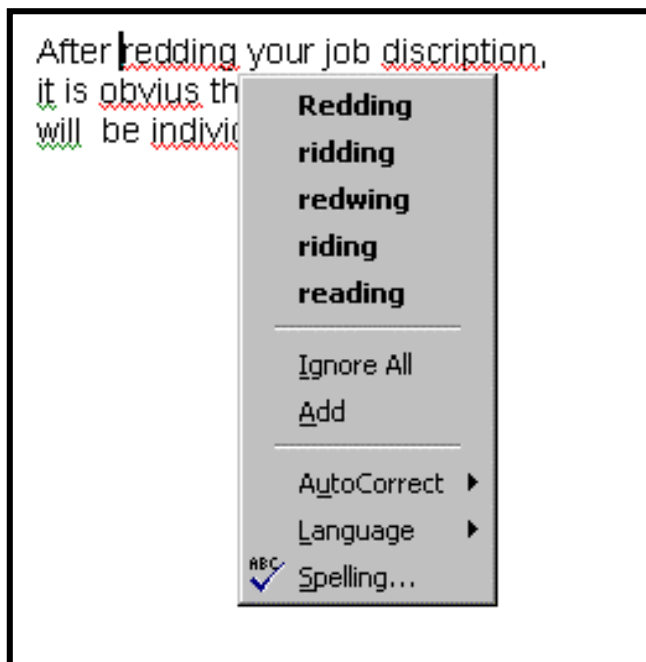 After redding your job discription,
it is obvius th
will be individ
Redding
ridding
redwing
riding
reading
Ignore All
Add
AutoCorrect
Language
ABC
Spelling...